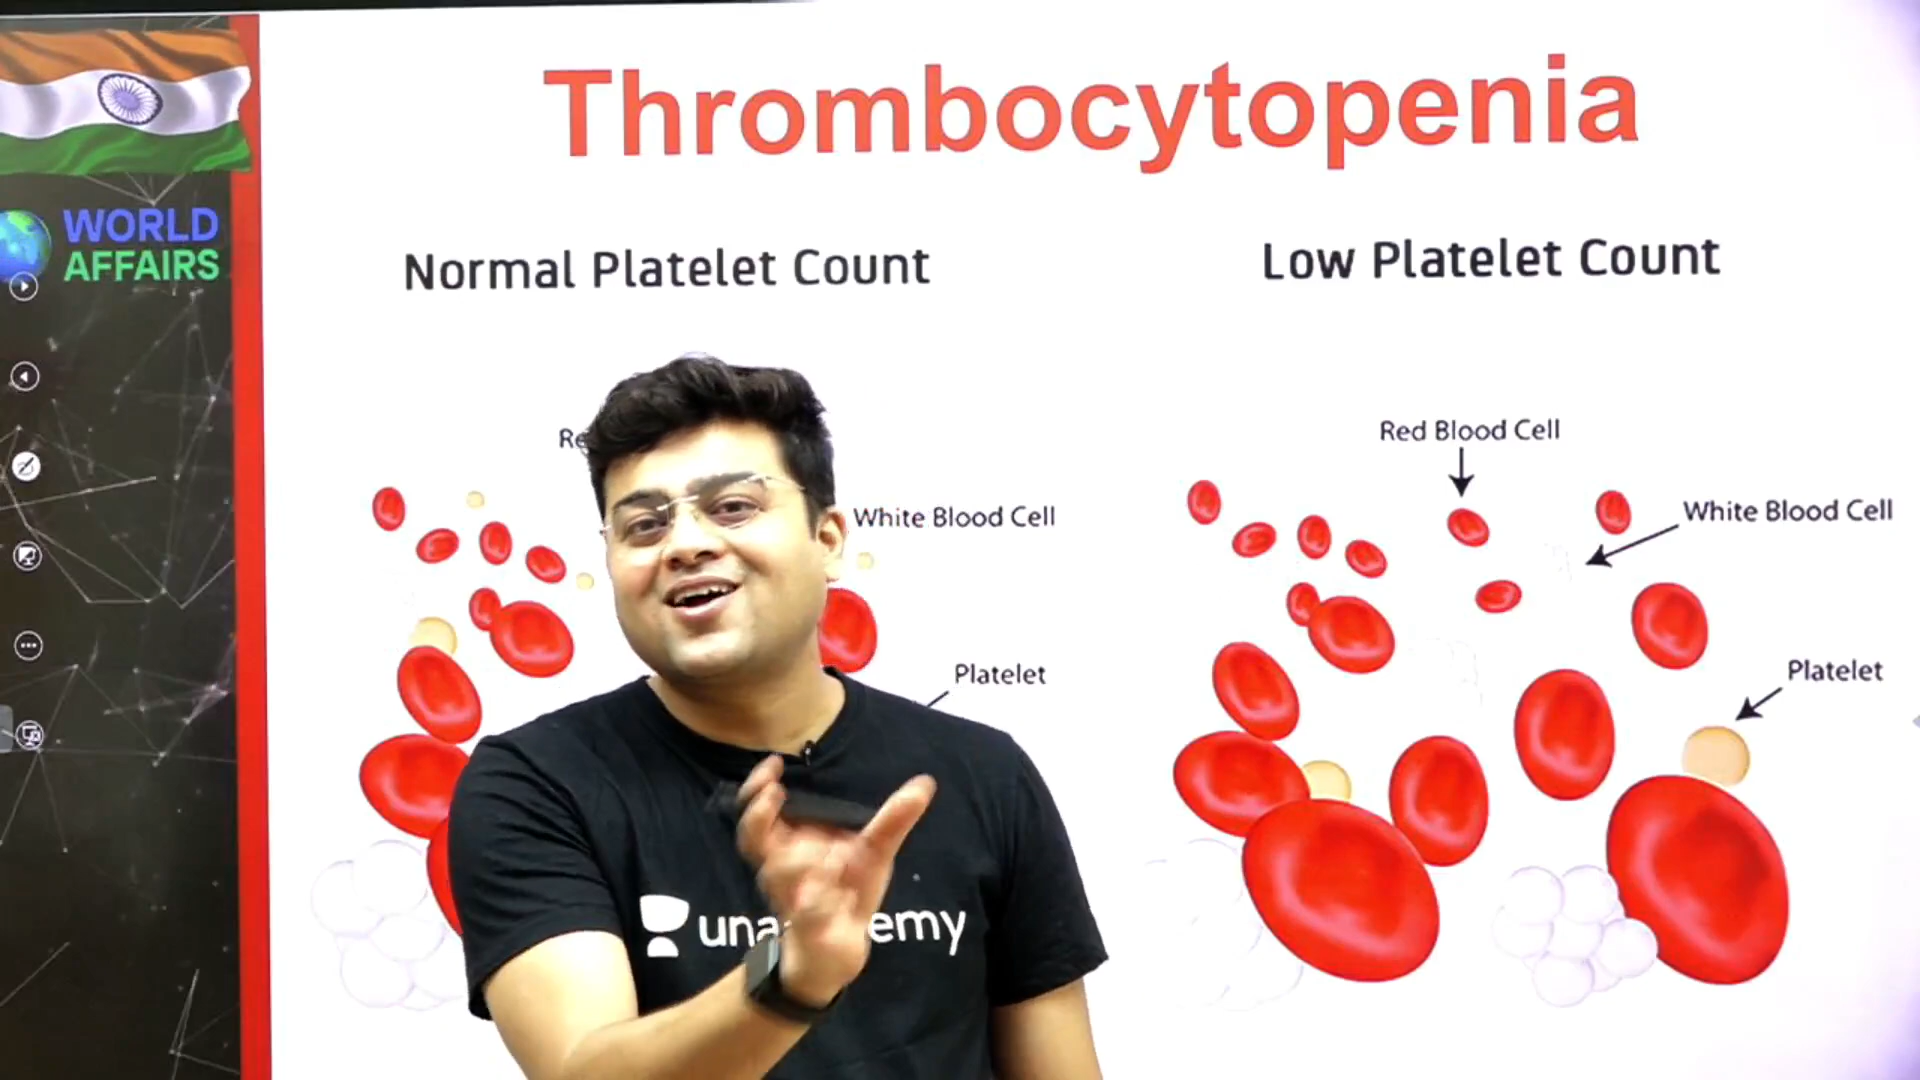 Thrombocytopenia
WORLD
AFFAIRS
Normal Platelet Count
Low Platelet Count
Red Blood Cell
White Blood Cell
White Blood Cell
Platelet
Platelet